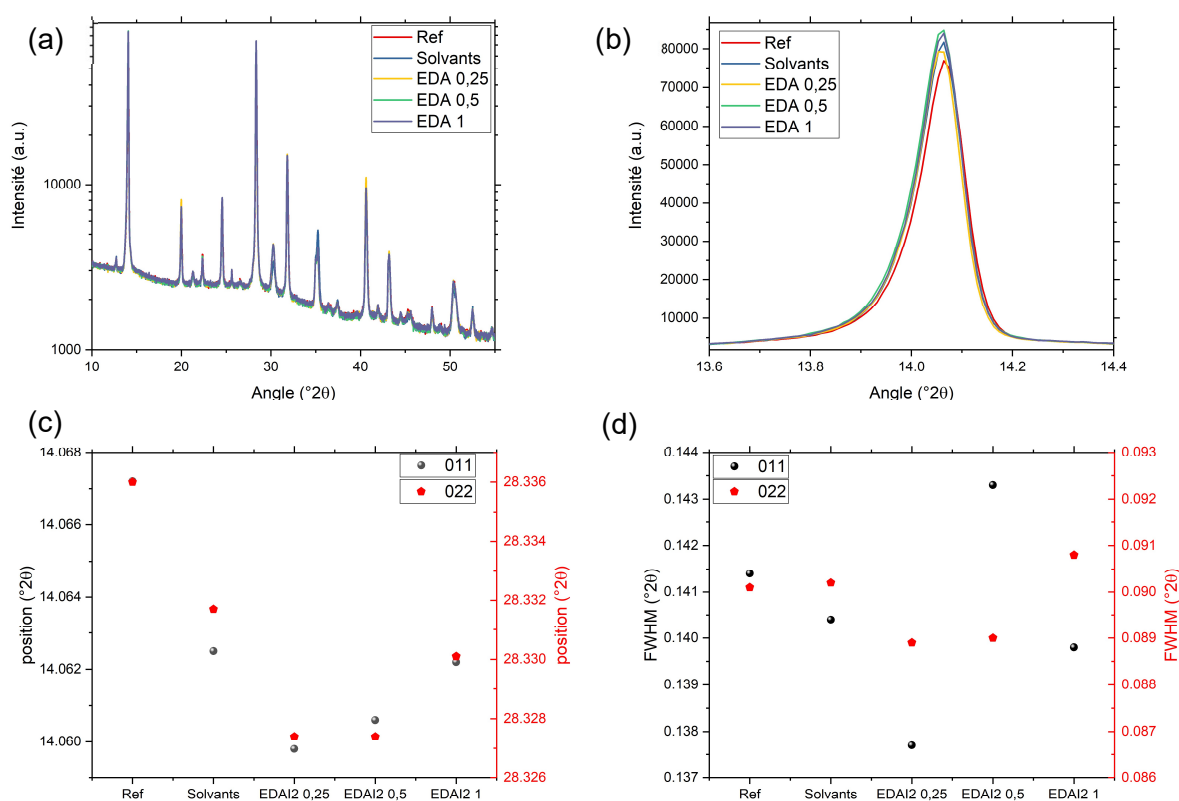 (a)
Ref
Solvants
EDA 0,25
EDA 0,5
EDA 1
Intensité (a.u.)
10000
1000
10 20 30 40 50
Angle (°2θ)
(b)
Ref
Solvants
EDA 0,25
EDA 0,5
EDA 1
Intensité (a.u.)
80000
70000
60000
50000
40000
30000
20000
10000
13.6 13.8 14.0 14.2 14.4
Angle (°2θ)
(c)
011
022
position (°2θ)
14.068
14.066
14.064
14.062
14.060
28.336
28.334
28.332
28.330
28.328
28.326
position (°2θ)
Ref Solvants EDAI2 0,25 EDAI2 0,5 EDAI2 1
(d)
011
022
FWHM (°2θ)
0.144
0.143
0.142
0.141
0.140
0.139
0.138
0.137
0.093
0.092
0.091
0.090
0.089
0.088
0.087
0.086
FWHM (°2θ)
Ref Solvants EDAI2 0,25 EDAI2 0,5 EDAI2 1